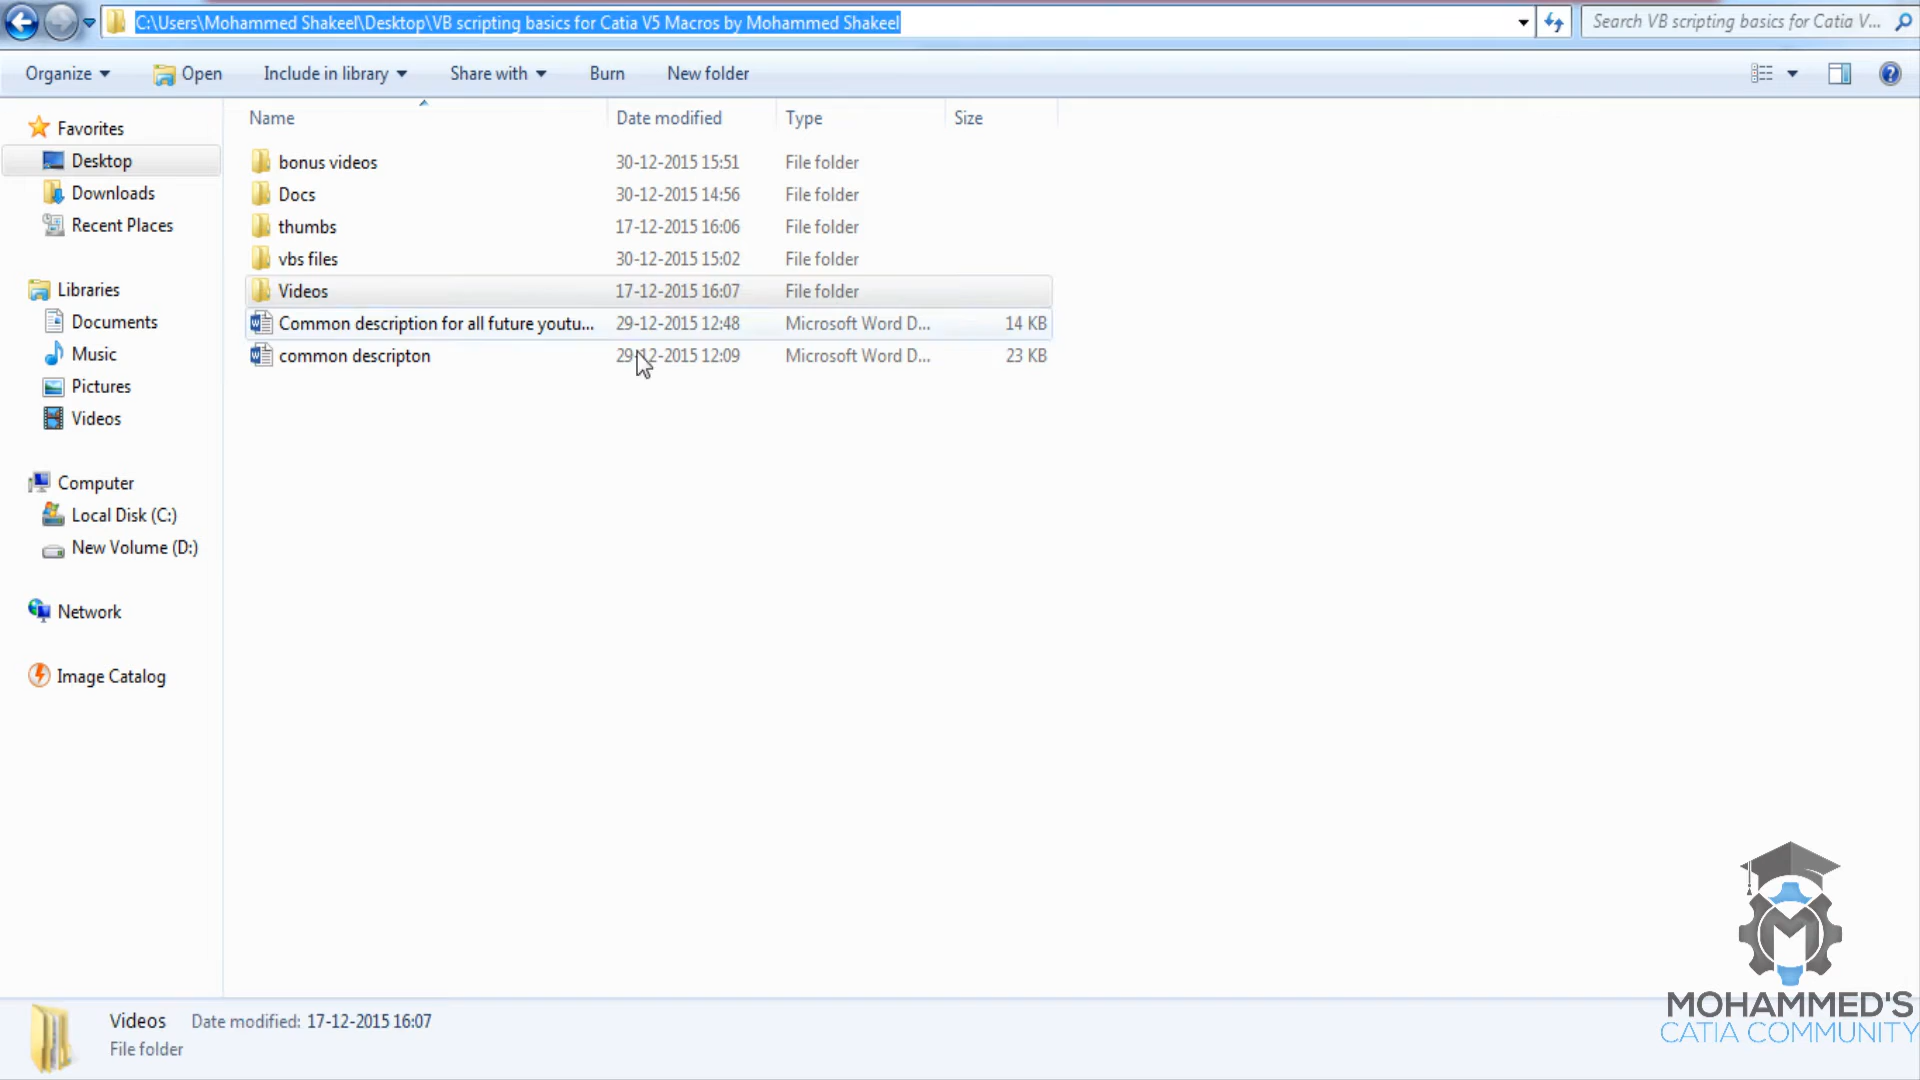 C:\Users\Mohammed Shakeel\Desktop\VB scripting basics for Catia V5 Macros by Mohammed Shakeel
Search VB scripting basics for Catia V...
Organize Open Include in library Share with Burn New folder
Name Date modified Type Size
Favorites
Desktop
Downloads
Recent Places
Libraries
Documents
Music
Pictures
Videos
Computer
Local Disk (C:)
New Volume (D:)
Network
Image Catalog
bonus videos 30-12-2015 15:51 File folder
Docs 30-12-2015 14:56 File folder
thumbs 17-12-2015 16:06 File folder
vbs files 30-12-2015 15:02 File folder
Videos 17-12-2015 16:07 File folder
Common description for all future youtu... 29-12-2015 12:48 Microsoft Word D... 14 KB
common descripton 29-12-2015 12:09 Microsoft Word D... 23 KB
Videos Date modified: 17-12-2015 16:07
File folder
M
MOHAMMED'S
CATIA COMMUNITY